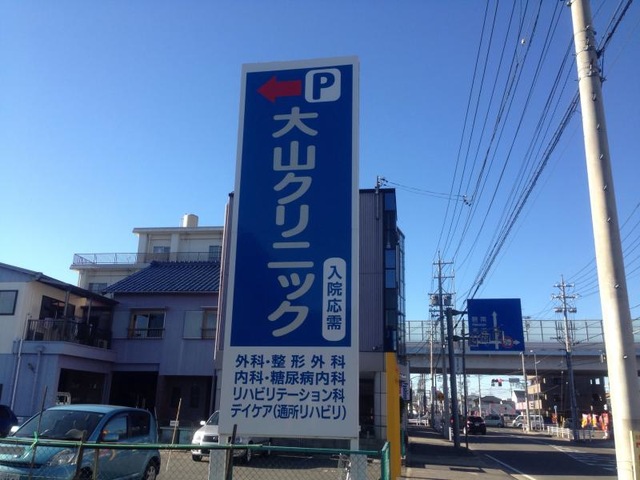 P
大山クリニック
入院応需
外科・整形外科
内科・糖尿病内科
リハビリテーション科
デイケア(通所リハビリ)